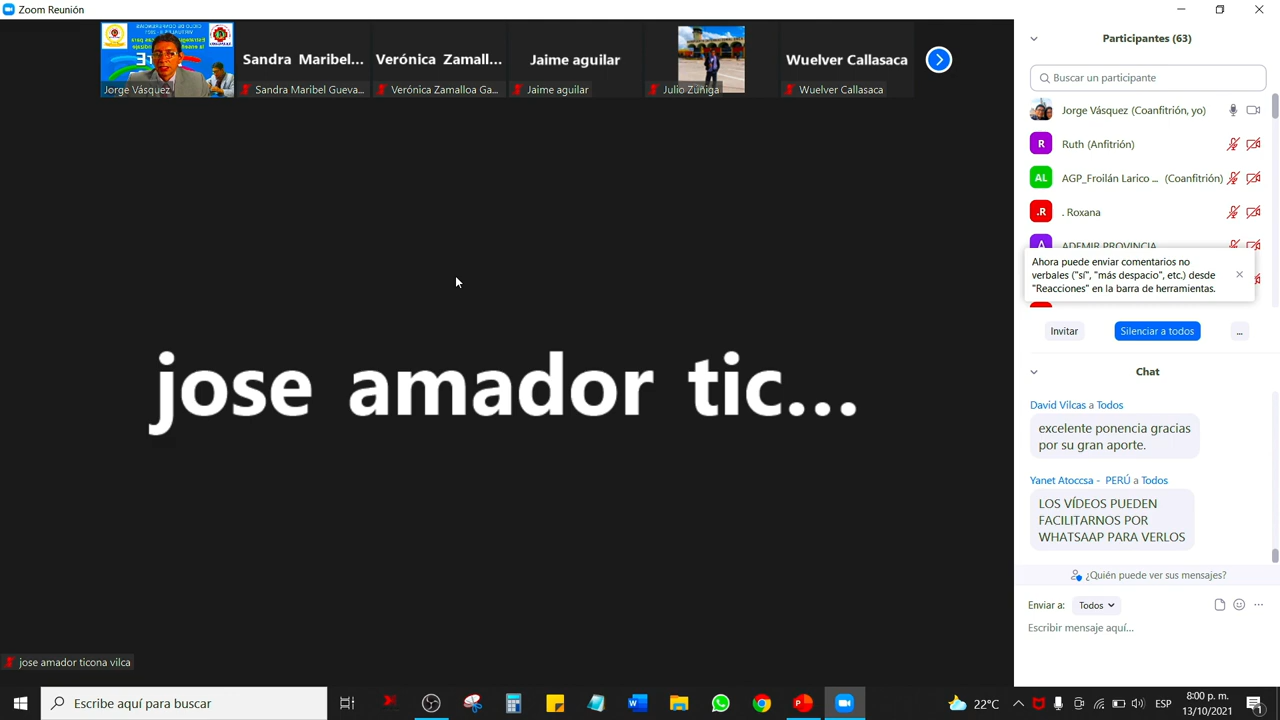 Zoom Reunión
Jorge Vásquez
Sandra Maribel...
Sandra Maribel Gueva...
Verónica Zamall...
Verónica Zamalloa Ga...
Jaime aguilar
Jaime aguilar
Julio Zúñiga
Wuelver Callasaca
Wuelver Callasaca
jose amador tic...
jose amador ticona vilca
Participantes (63)
Buscar un participante
Jorge Vásquez (Coanfitrión, yo)
R
Ruth (Anfitrión)
AL
AGP_Froilán Larico ... (Coanfitrión)
.R
. Roxana
A
ADEMIR PROVINCIA
Ahora puede enviar comentarios no
verbales ("sí", "más despacio", etc.) desde
"Reacciones" en la barra de herramientas.
Invitar
Silenciar a todos
...
Chat
David Vilcas a Todos
excelente ponencia gracias
por su gran aporte.
Yanet Atoccsa - PERÚ a Todos
LOS VÍDEOS PUEDEN
FACILITARNOS POR
WHATSAAP PARA VERLOS
¿Quién puede ver sus mensajes?
Enviar a: Todos
Escribir mensaje aquí...
Escribe aquí para buscar
22°C
ESP
8:00 p. m.
13/10/2021
1